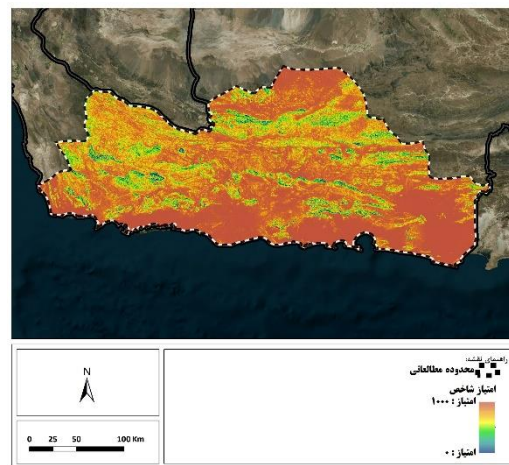 N
0 25 50 100 Km
راهنمای نقشه:
محدوده مطالعاتی
امتیاز شاخص
امتیاز : ۱۰۰۰
امتیاز : ۰